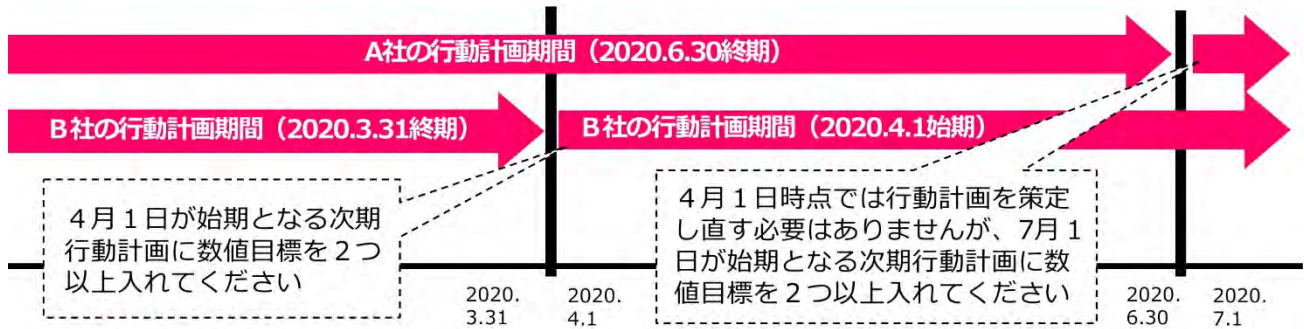 A社の行動計画期間（2020.6.30終期）
B社の行動計画期間（2020.3.31終期）
B社の行動計画期間（2020.4.1始期）
４月１日が始期となる次期
行動計画に数値目標を２つ
以上入れてください
４月１日時点では行動計画を策定
し直す必要はありませんが、7月１
日が始期となる次期行動計画に数
値目標を２つ以上入れてください
2020.
3.31
2020.
4.1
2020.
6.30
2020.
7.1